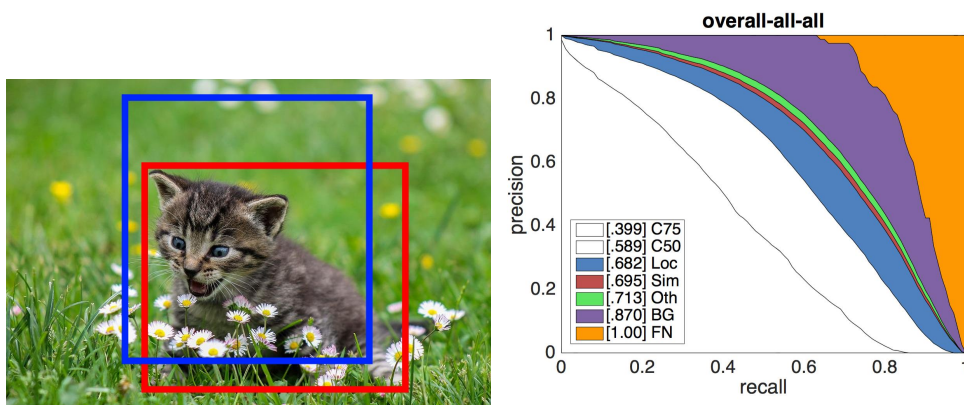 overall-all-all
precision
1
0.8
0.6
0.4
0.2
0
[.399] C75
[.589] C50
[.682] Loc
[.695] Sim
[.713] Oth
[.870] BG
[1.00] FN
0 0.2 0.4 0.6 0.8 1
recall